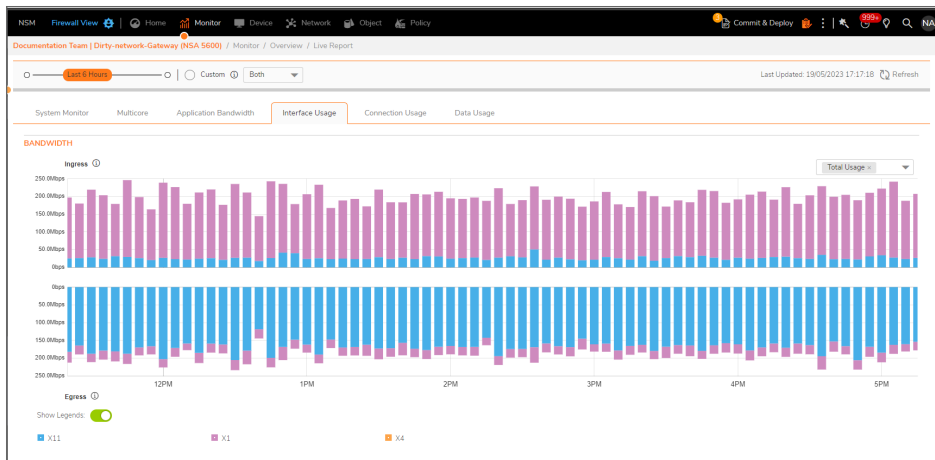 NSM Firewall View Home Monitor Device Network Object Policy 3 Commit & Deploy 999+ NA
Documentation Team | Dirty-network-Gateway (NSA 5600) / Monitor / Overview / Live Report
Last 6 Hours Custom Both Last Updated: 19/05/2023 17:17:18 Refresh
System Monitor Multicore Application Bandwidth Interface Usage Connection Usage Data Usage
BANDWIDTH
Ingress Total Usage ×
250.0Mbps
200.0Mbps
150.0Mbps
100.0Mbps
50.0Mbps
0bps
0bps
50.0Mbps
100.0Mbps
150.0Mbps
200.0Mbps
250.0Mbps
12PM 1PM 2PM 3PM 4PM 5PM
Egress
Show Legends:
X11 X1 X4